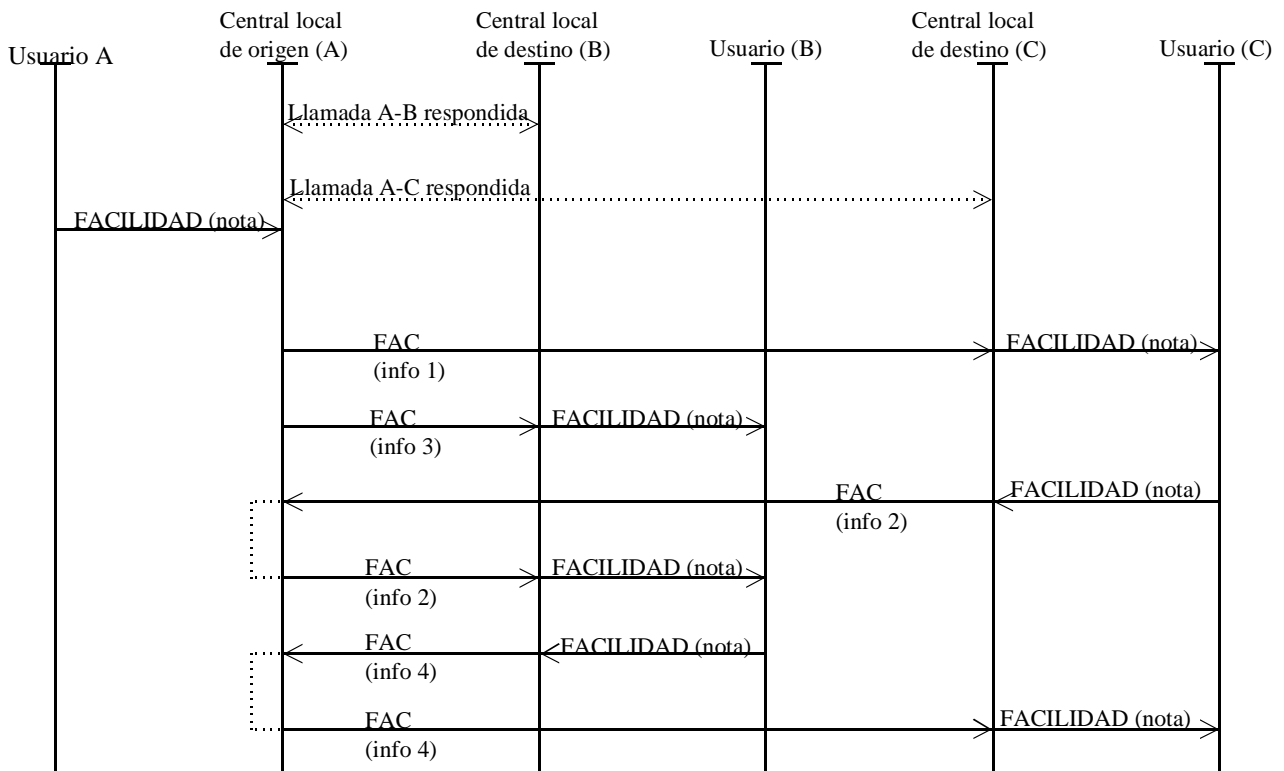 Central local
de origen (A)
Central local
de destino (B)
Central local
de destino (C)
Usuario A
Usuario (B)
Usuario (C)
Llamada A-B respondida
Llamada A-C respondida
FACILIDAD (nota)
FAC
(info 1)
FACILIDAD (nota)
FAC
(info 3)
FACILIDAD (nota)
FAC
(info 2)
FACILIDAD (nota)
FAC
(info 2)
FACILIDAD (nota)
FAC
(info 4)
FACILIDAD (nota)
FAC
(info 4)
FACILIDAD (nota)